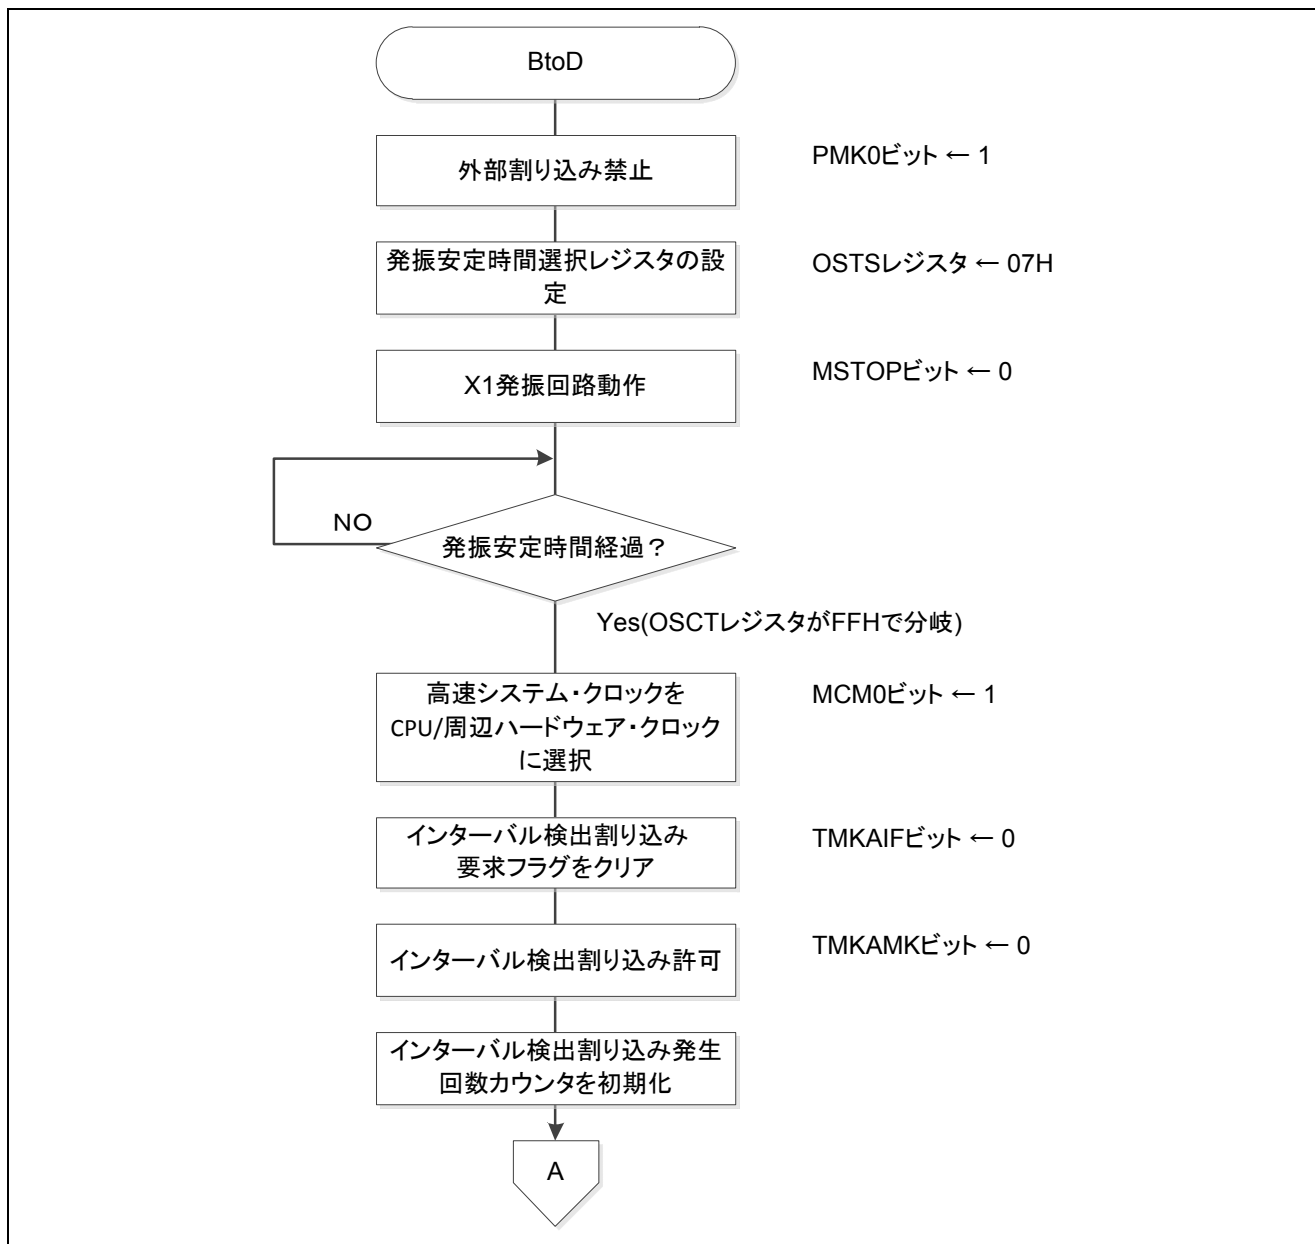 BtoD
外部割り込み禁止
PMK0ビット ← 1
発振安定時間選択レジスタの設
定
OSTSレジスタ ← 07H
X1発振回路動作
MSTOPビット ← 0
NO
発振安定時間経過？
Yes(OSCTレジスタがFFHで分岐)
高速システム・クロックを
CPU/周辺ハードウェア・クロック
に選択
MCM0ビット ← 1
インターバル検出割り込み
要求フラグをクリア
TMKAIFビット ← 0
インターバル検出割り込み許可
TMKAMKビット ← 0
インターバル検出割り込み発生
回数カウンタを初期化
A